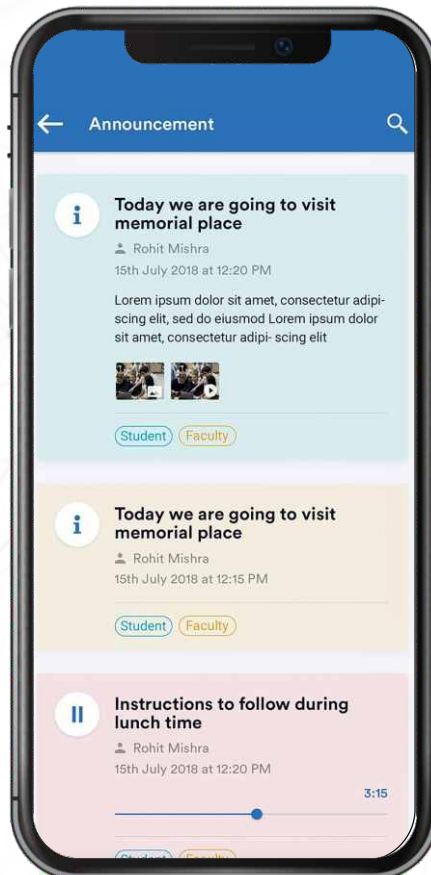 Announcement
Today we are going to visit
memorial place
Rohit Mishra
15th July 2018 at 12:20 PM
Lorem ipsum dolor sit amet, consectetur adipi-
scing elit, sed do eiusmod Lorem ipsum dolor
sit amet, consectetur adipi- scing elit
Student Faculty
Today we are going to visit
memorial place
Rohit Mishra
15th July 2018 at 12:15 PM
Student Faculty
Instructions to follow during
lunch time
Rohit Mishra
15th July 2018 at 12:20 PM
3:15
Student Faculty